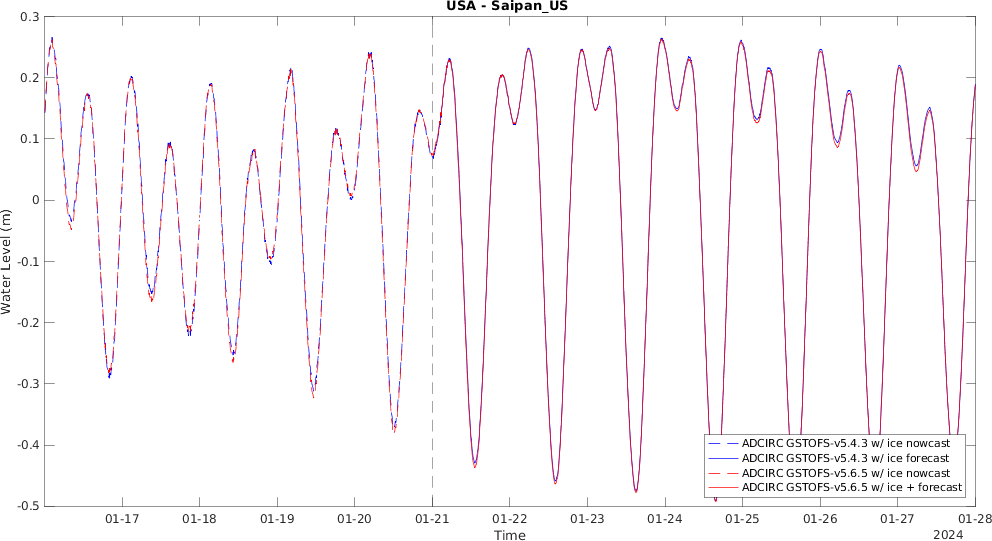 USA - Saipan_US
0.3
0.2
0.1
0
-0.1
-0.2
-0.3
-0.4
-0.5
Water Level (m)
ADCIRC GSTOFS-v5.4.3 w/ ice nowcast
ADCIRC GSTOFS-v5.4.3 w/ ice forecast
ADCIRC GSTOFS-v5.6.5 w/ ice nowcast
ADCIRC GSTOFS-v5.6.5 w/ ice + forecast
01-17 01-18 01-19 01-20 01-21 01-22 01-23 01-24 01-25 01-26 01-27 01-28
Time
2024